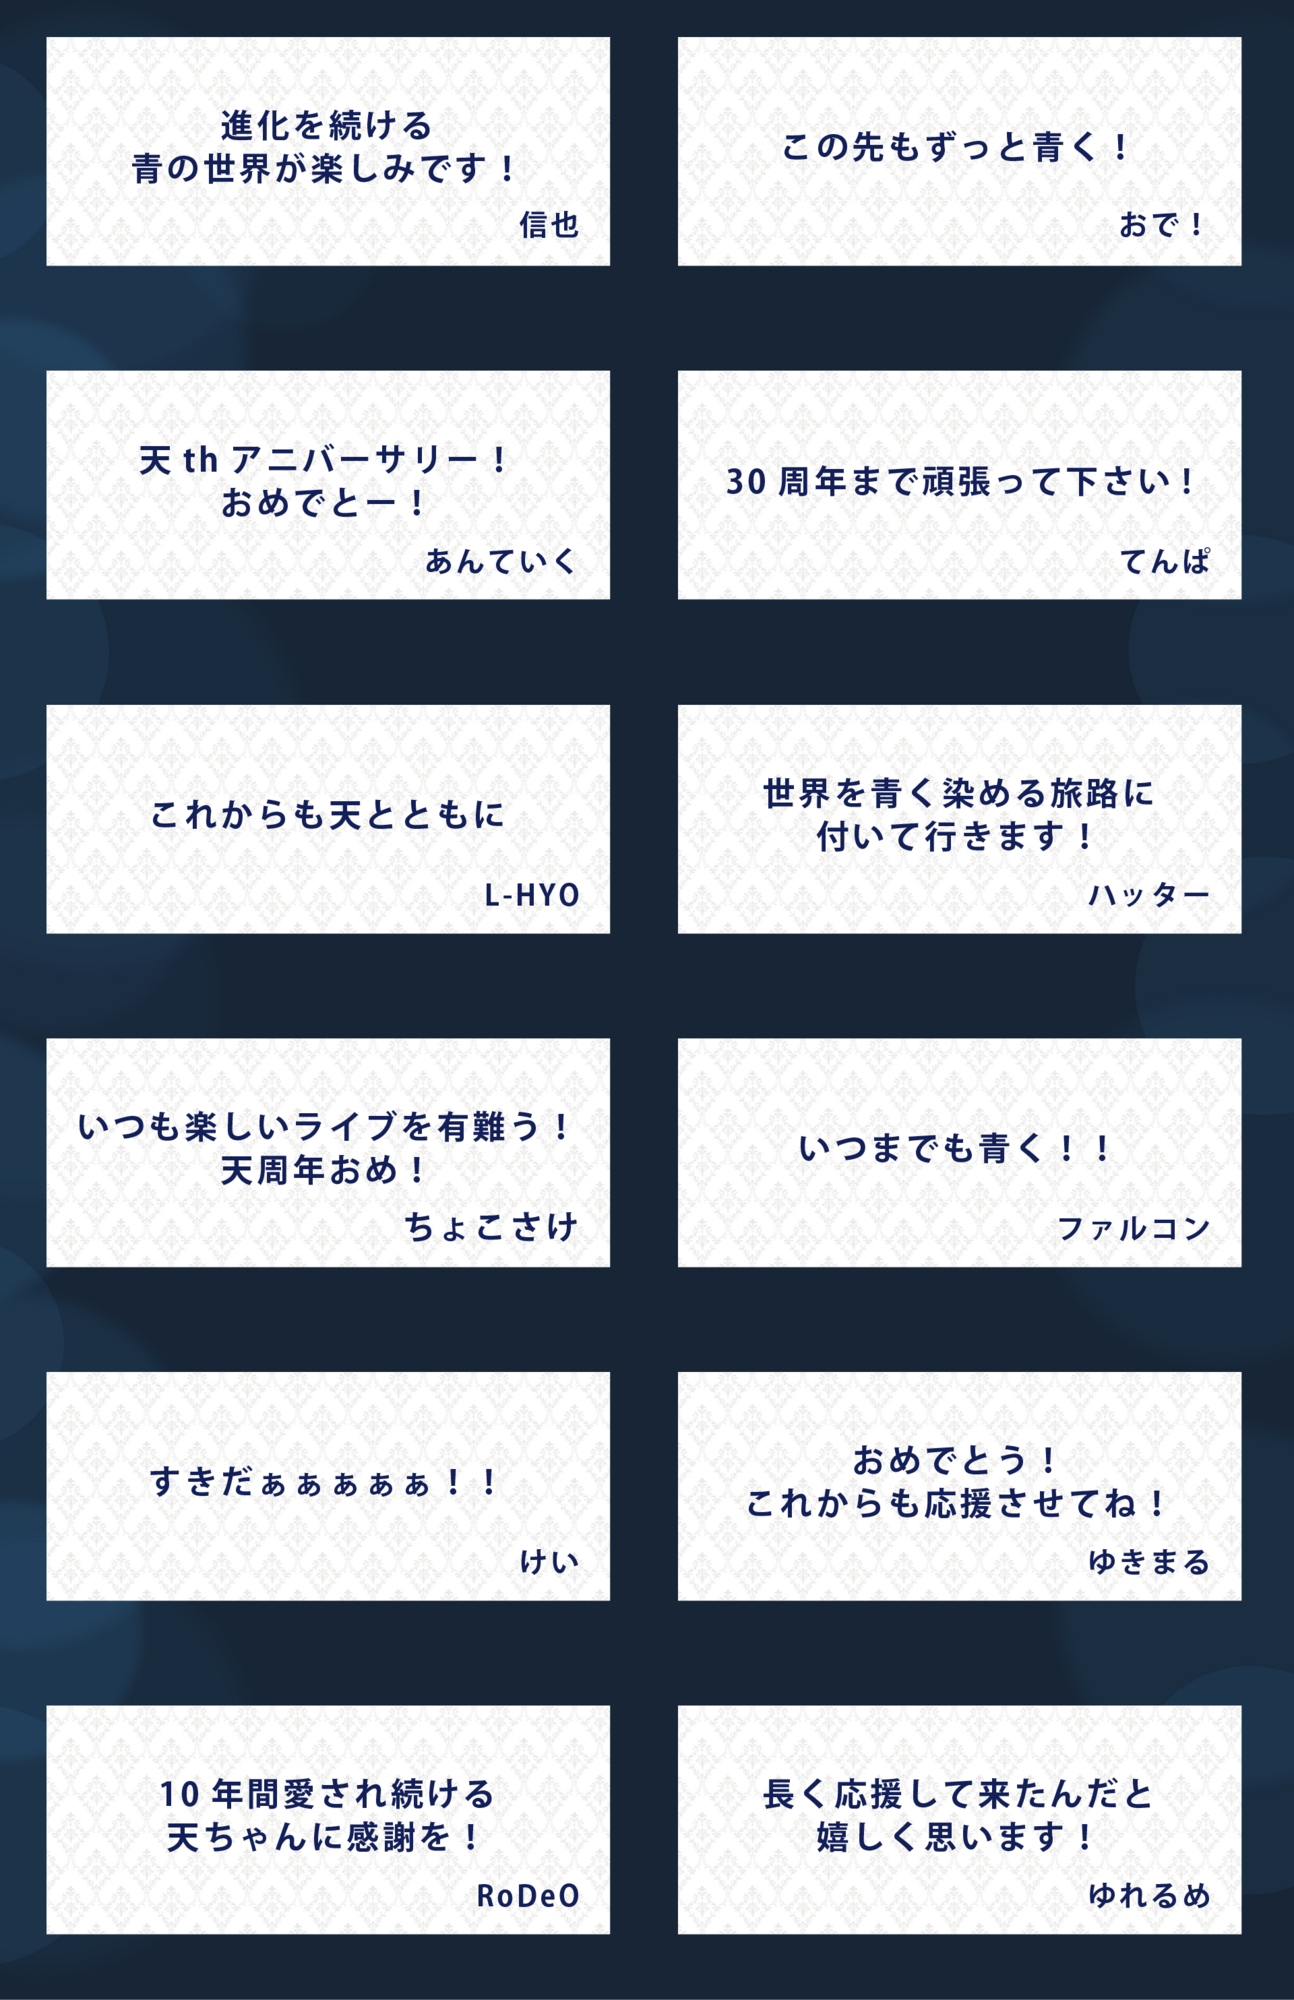 進化を続ける
青の世界が楽しみです！
信也
この先もずっと青く！
おで！
天 th アニバーサリー！
おめでとー！
あんていく
30 周年まで頑張って下さい！
てんぱ
これからも天とともに
L-HYO
世界を青く染める旅路に
付いて行きます！
ハッター
いつも楽しいライブを有難う！
天周年おめ！
ちょこさけ
いつまでも青く！！
ファルコン
すきだぁぁぁぁぁ！！
けい
おめでとう！
これからも応援させてね！
ゆきまる
10 年間愛され続ける
天ちゃんに感謝を！
RoDeO
長く応援して来たんだと
嬉しく思います！
ゆれるめ